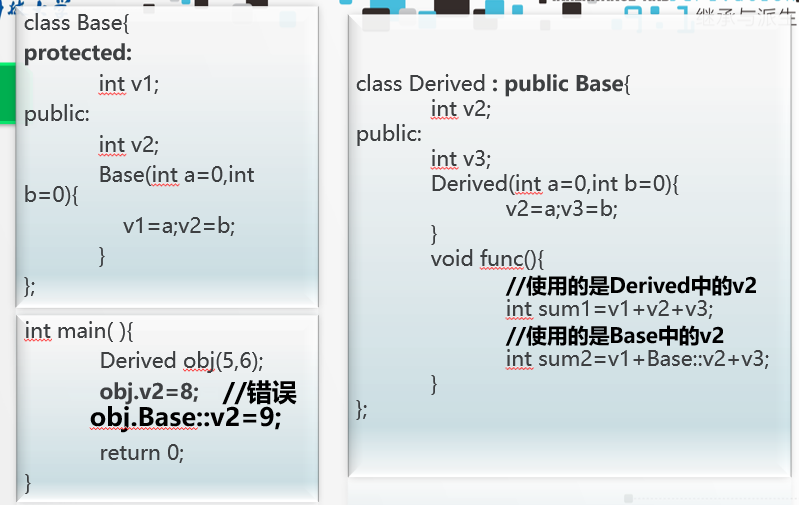 继承与派生
class Base{
protected:
int v1;
public:
int v2;
Base(int a=0,int
b=0){
v1=a;v2=b;
}
};
int main( ){
Derived obj(5,6);
obj.v2=8; //错误
obj.Base::v2=9;
return 0;
}
class Derived : public Base{
int v2;
public:
int v3;
Derived(int a=0,int b=0){
v2=a;v3=b;
}
void func(){
//使用的是Derived中的v2
int sum1=v1+v2+v3;
//使用的是Base中的v2
int sum2=v1+Base::v2+v3;
}
};